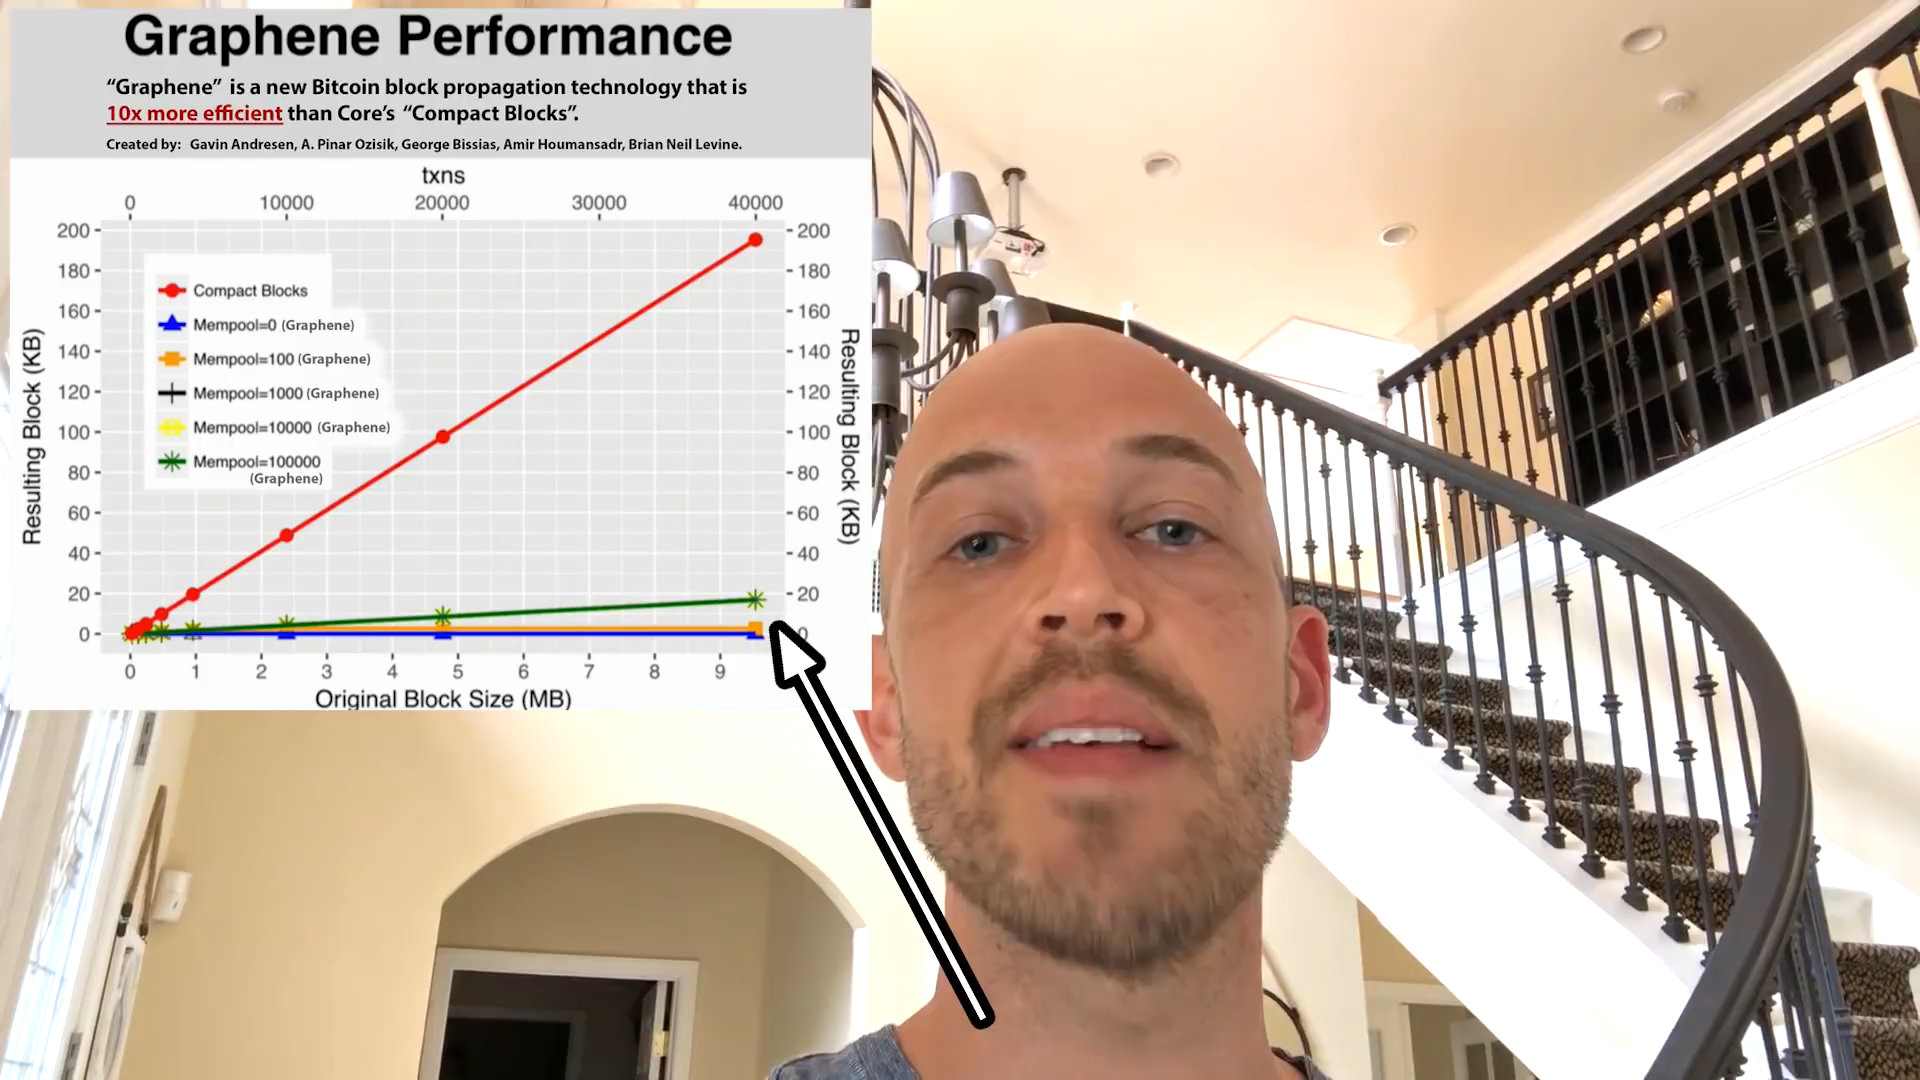 Graphene Performance
“Graphene” is a new Bitcoin block propagation technology that is
10x more efficient than Core’s “Compact Blocks”.
Created by: Gavin Andresen, A. Pinar Ozisik, George Bissias, Amir Houmansadr, Brian Neil Levine.
txns
0 10000 20000 30000 40000
200 200
180 180
160 160
140 140
120 120
100 100
80 80
60 60
40 40
20 20
0 0
Resulting Block (KB)
Resulting Block (KB)
Compact Blocks
Mempool=0 (Graphene)
Mempool=100 (Graphene)
Mempool=1000 (Graphene)
Mempool=10000 (Graphene)
Mempool=100000
(Graphene)
0 1 2 3 4 5 6 7 8 9
Original Block Size (MB)